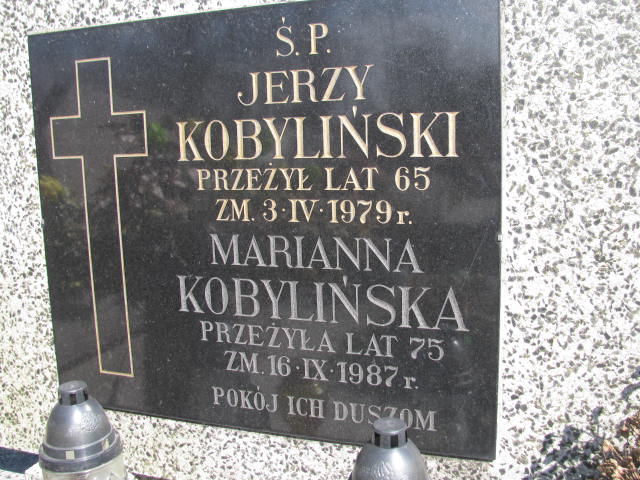 Ś. P.
JERZY
KOBYLIŃSKI
PRZEŻYŁ LAT 65
ZM. 3·IV·1979 r.
MARIANNA
KOBYLIŃSKA
PRZEŻYŁA LAT 75
ZM. 16·IX·1987 r.
POKÓJ ICH DUSZOM